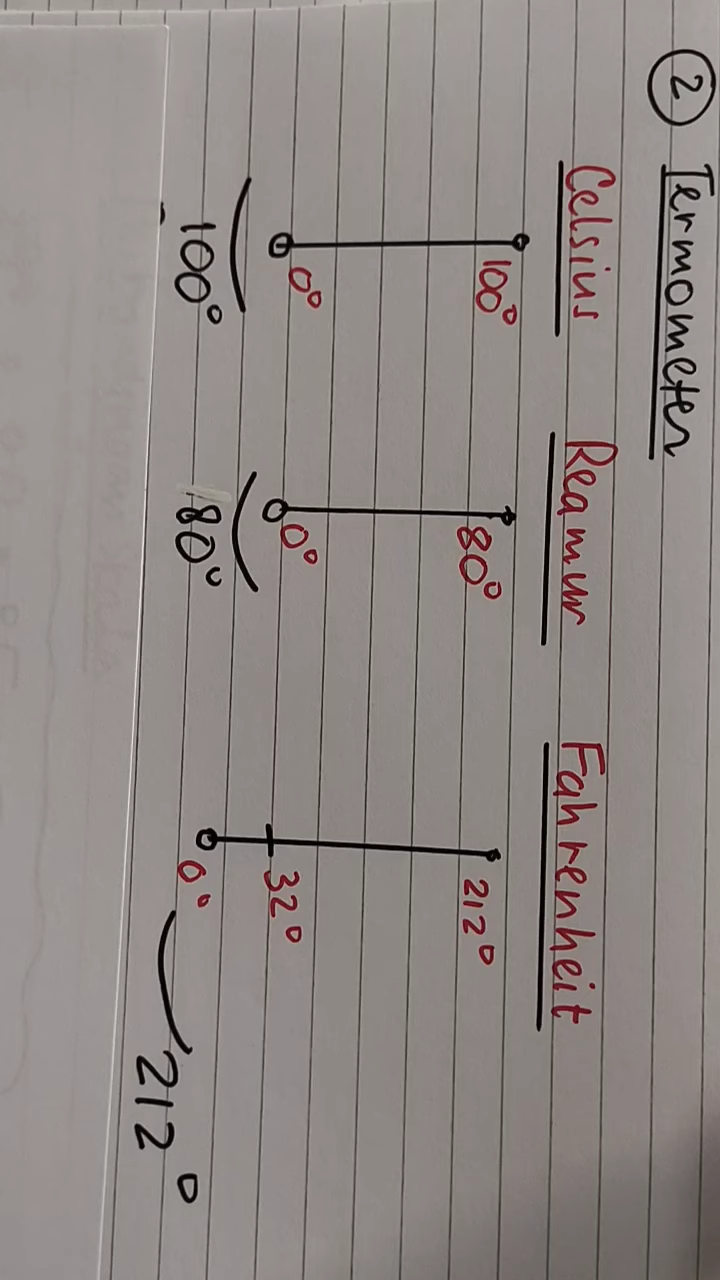 ② Termometer
Celsius Reamur Fahrenheit
100° 80° 212°
0° 0° 32°
0°
100° 80° 212°